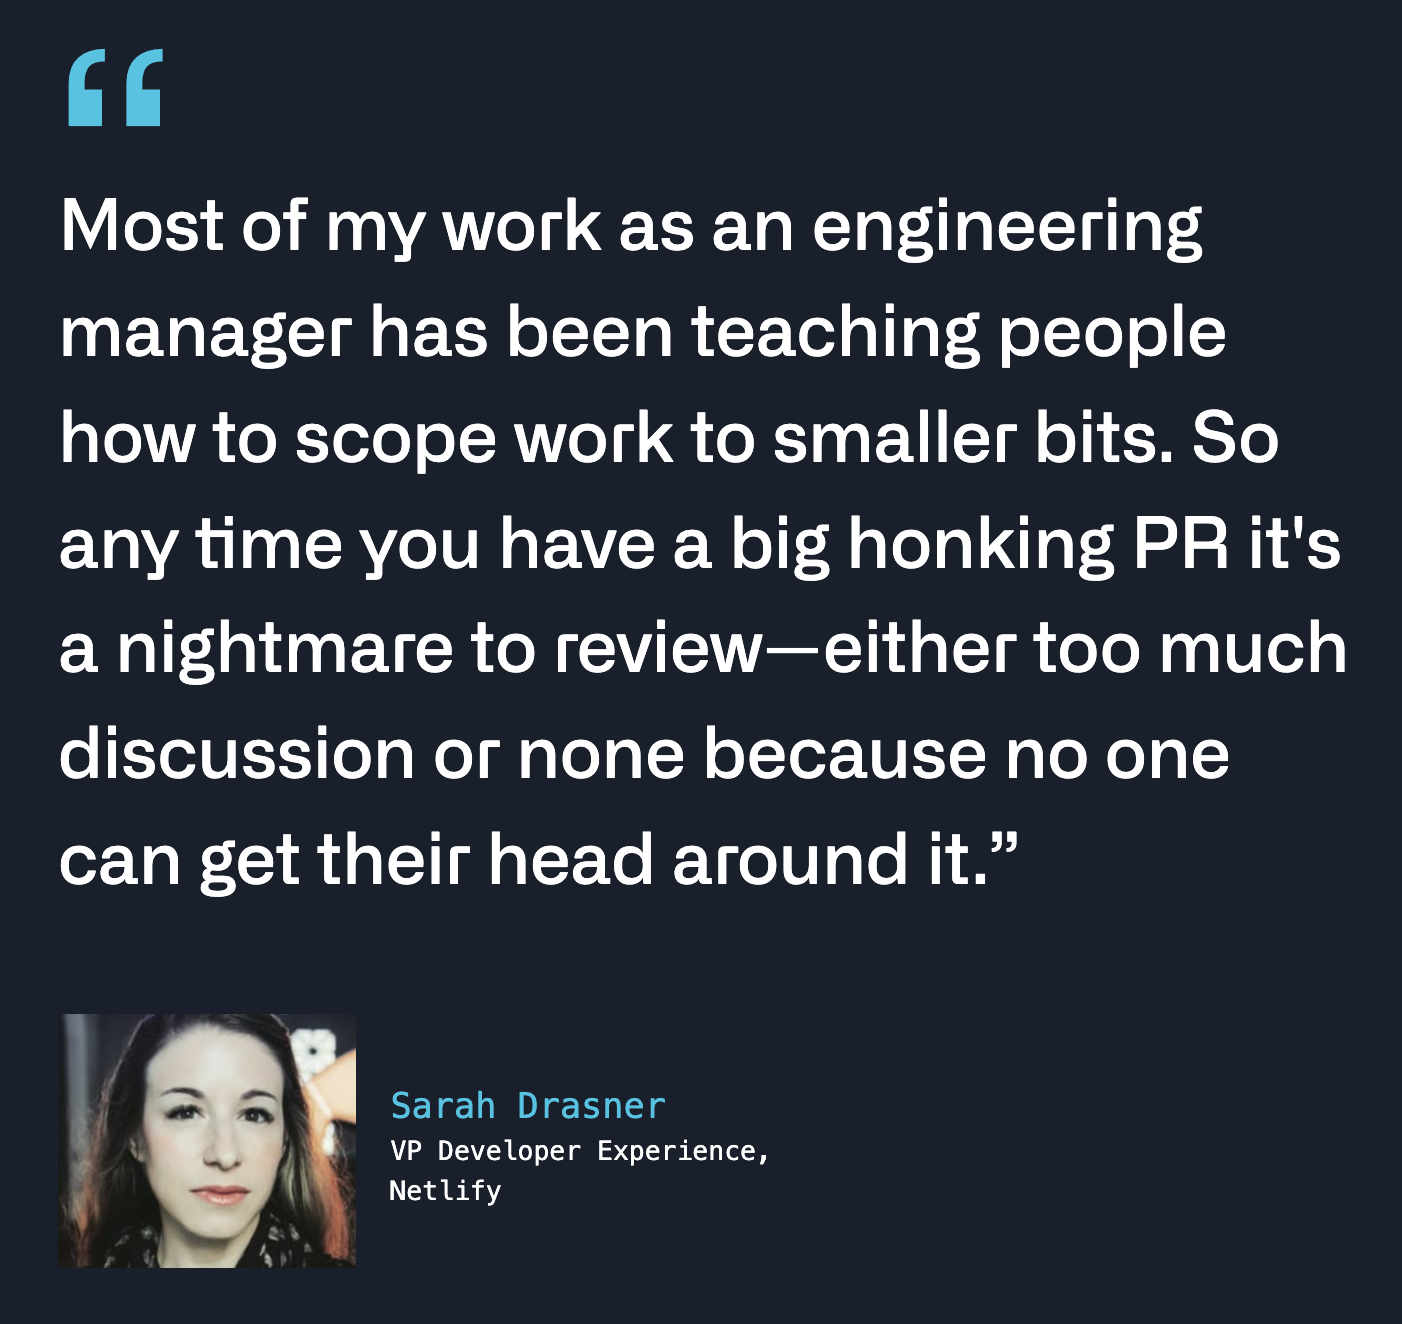 “
Most of my work as an engineering
manager has been teaching people
how to scope work to smaller bits. So
any time you have a big honking PR it's
a nightmare to review—either too much
discussion or none because no one
can get their head around it.”
Sarah Drasner
VP Developer Experience,
Netlify